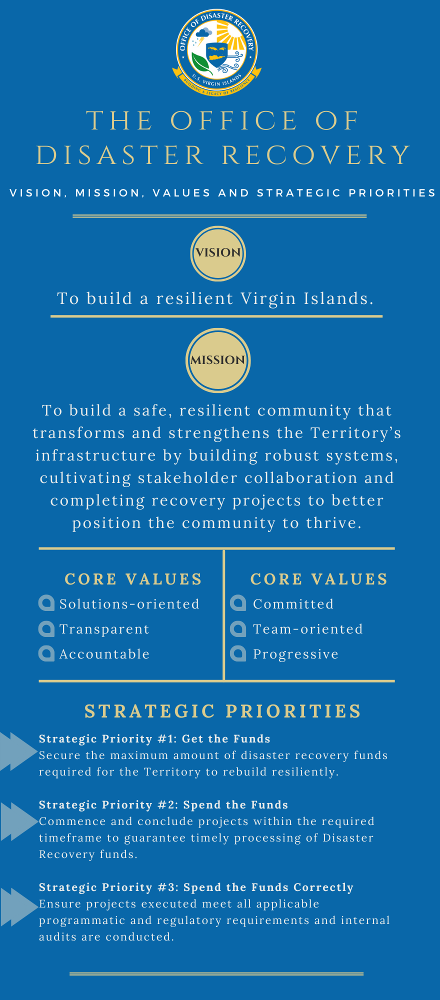 OFFICE OF DISASTER RECOVERY
U.S. VIRGIN ISLANDS
BUILDING A LEGACY OF RESILIENCE
THE OFFICE OF
DISASTER RECOVERY
VISION, MISSION, VALUES AND STRATEGIC PRIORITIES
VISION
To build a resilient Virgin Islands.
MISSION
To build a safe, resilient community that
transforms and strengthens the Territory’s
infrastructure by building robust systems,
cultivating stakeholder collaboration and
completing recovery projects to better
position the community to thrive.
CORE VALUES
Solutions-oriented
Transparent
Accountable
CORE VALUES
Committed
Team-oriented
Progressive
STRATEGIC PRIORITIES
Strategic Priority #1: Get the Funds
Secure the maximum amount of disaster recovery funds
required for the Territory to rebuild resiliently.
Strategic Priority #2: Spend the Funds
Commence and conclude projects within the required
timeframe to guarantee timely processing of Disaster
Recovery funds.
Strategic Priority #3: Spend the Funds Correctly
Ensure projects executed meet all applicable
programmatic and regulatory requirements and internal
audits are conducted.